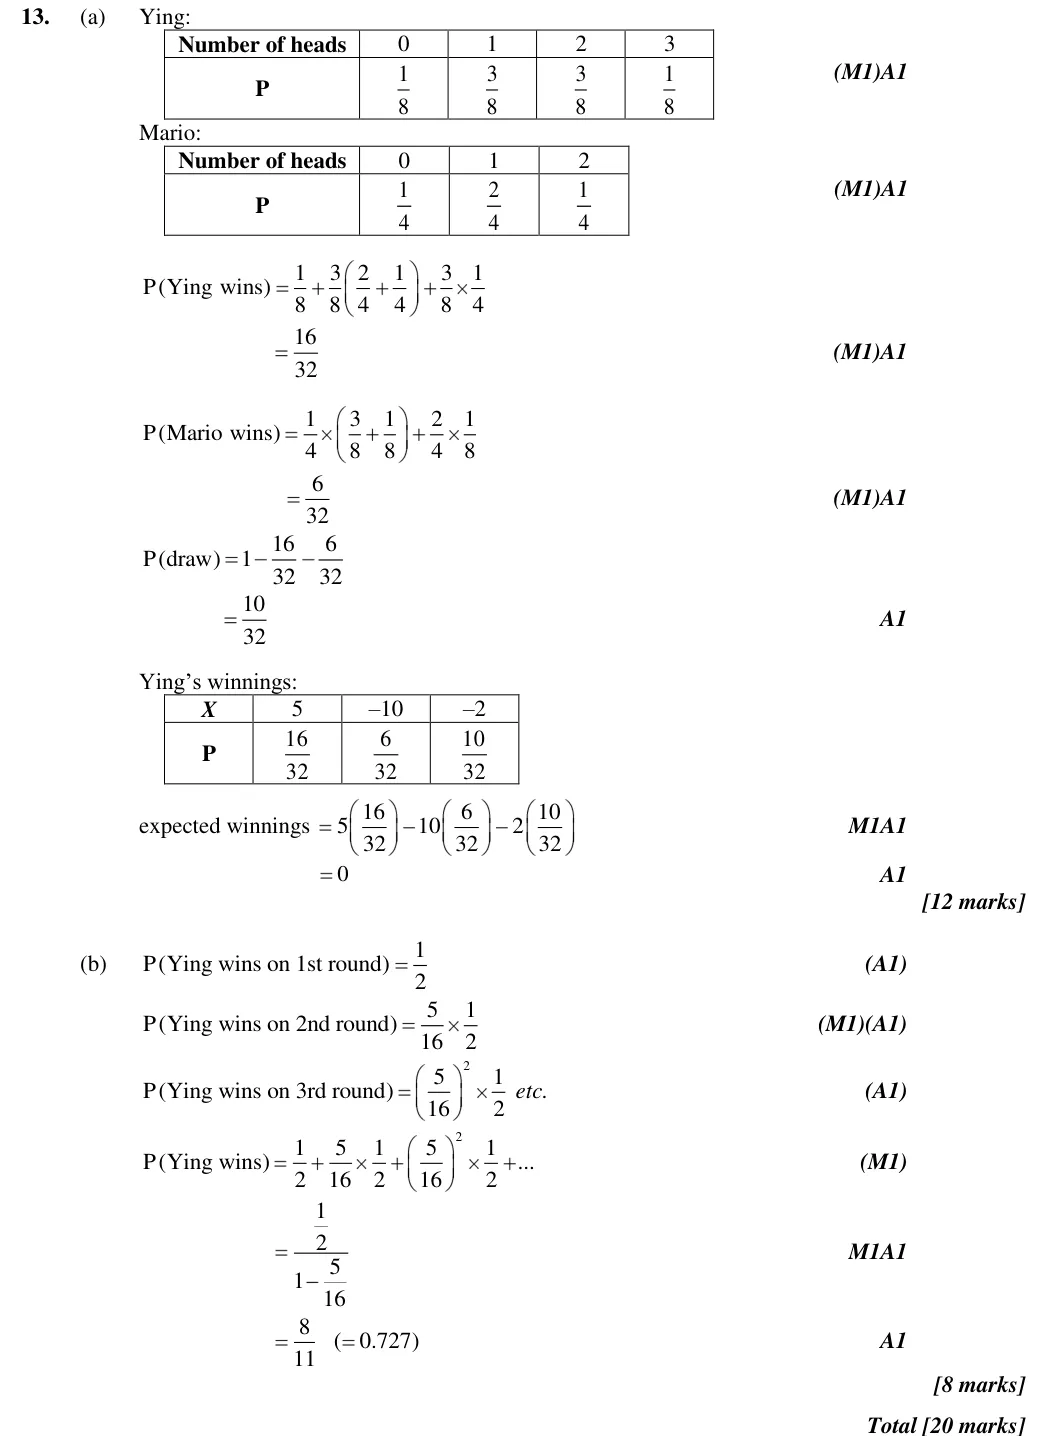 13. (a) Ying:
Number of heads 0 1 2 3
P 1/8 3/8 3/8 1/8 (M1)A1
Mario:
Number of heads 0 1 2
P 1/4 2/4 1/4 (M1)A1
P(Ying wins) = 1/8 + 3/8(2/4 + 1/4) + 3/8 × 1/4
= 16/32 (M1)A1
P(Mario wins) = 1/4 × (3/8 + 1/8) + 2/4 × 1/8
= 6/32 (M1)A1
P(draw) = 1 − 16/32 − 6/32
= 10/32 A1
Ying’s winnings:
X 5 –10 –2
P 16/32 6/32 10/32
expected winnings = 5(16/32) − 10(6/32) − 2(10/32) M1A1
= 0 A1
[12 marks]
(b) P(Ying wins on 1st round) = 1/2 (A1)
P(Ying wins on 2nd round) = 5/16 × 1/2 (M1)(A1)
P(Ying wins on 3rd round) = (5/16)² × 1/2 etc. (A1)
P(Ying wins) = 1/2 + 5/16 × 1/2 + (5/16)² × 1/2 + ... (M1)
= (1/2)/(1 − 5/16) M1A1
= 8/11 (= 0.727) A1
[8 marks]
Total [20 marks]